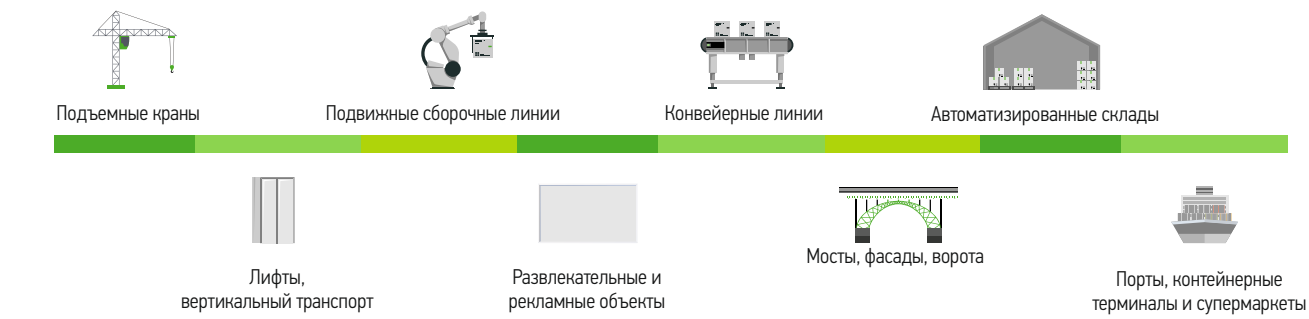 Подъемные краны
Подвижные сборочные линии
Конвейерные линии
Автоматизированные склады
Лифты,
вертикальный транспорт
Развлекательные и
рекламные объекты
Мосты, фасады, ворота
Порты, контейнерные
терминалы и супермаркеты